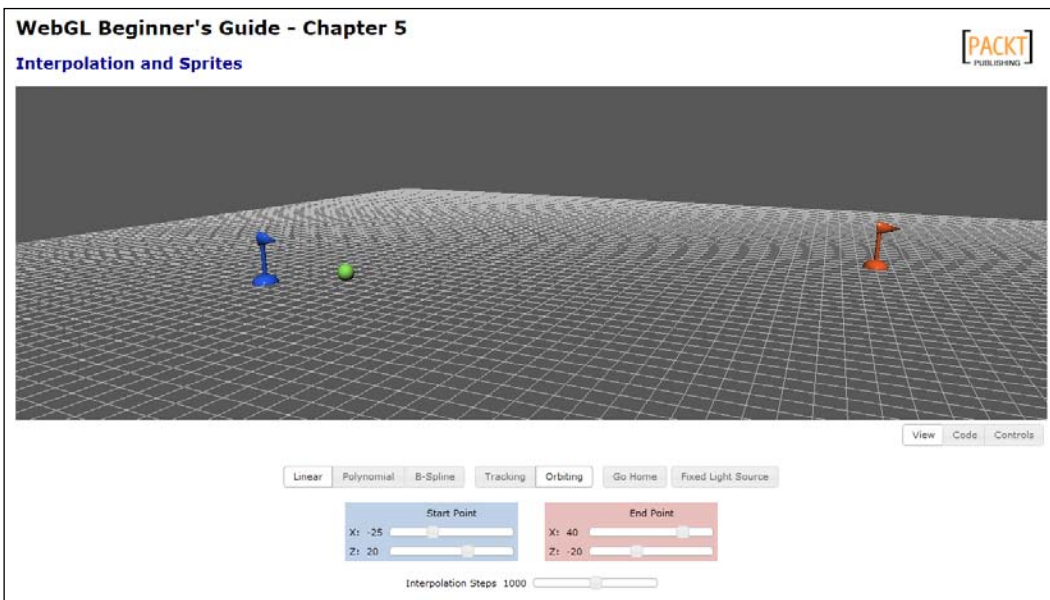 WebGL Beginner's Guide - Chapter 5
[PACKT]
PUBLISHING
Interpolation and Sprites
View Code Controls
Linear Polynomial B-Spline Tracking Orbiting Go Home Fixed Light Source
Start Point End Point
X: -25 X: 40
Z: 20 Z: -20
Interpolation Steps 1000